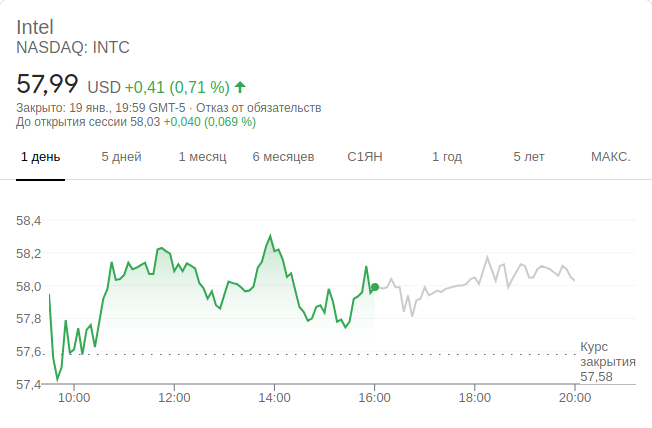 Intel
NASDAQ: INTC
57,99 USD +0,41 (0,71 %)
Закрыто: 19 янв., 19:59 GMT-5 · Отказ от обязательств
До открытия сессии 58,03 +0,040 (0,069 %)
1 день 5 дней 1 месяц 6 месяцев С1ЯН 1 год 5 лет МАКС.
58,4
58,2
58,0
57,8
57,6
57,4
Курс
закрытия
57,58
10:00 12:00 14:00 16:00 18:00 20:00